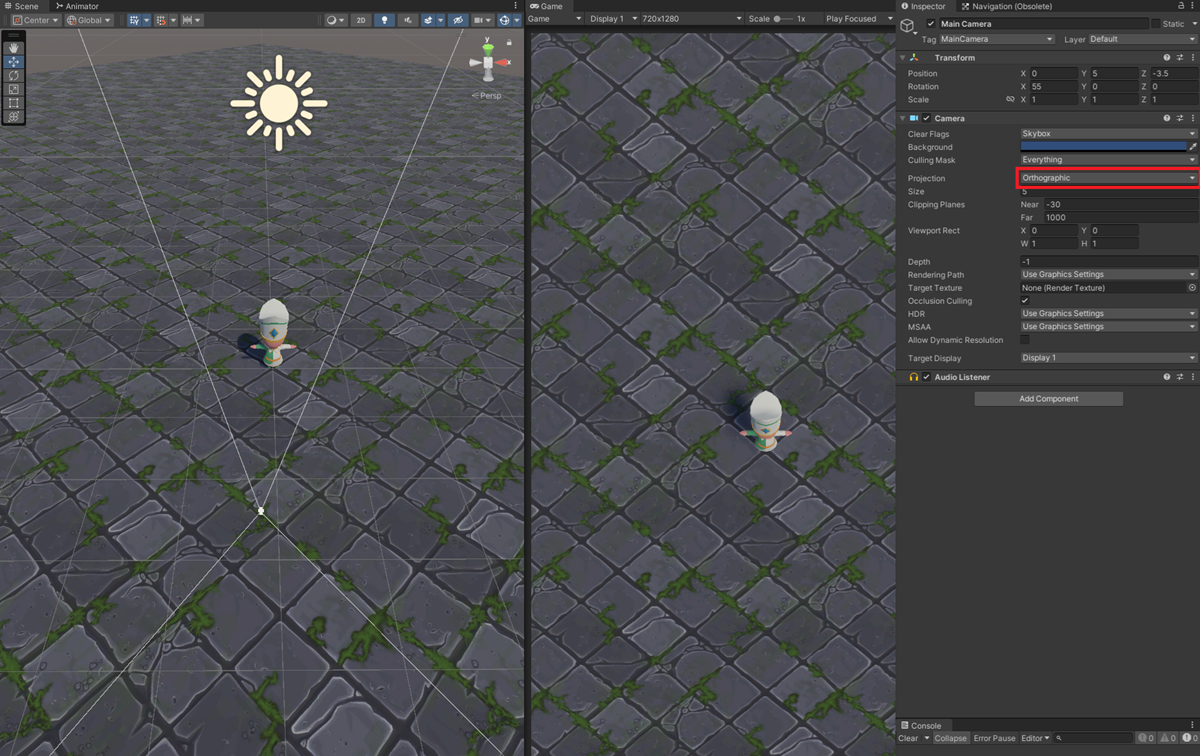 Scene Animator
Center Global 2D
y
x
Persp
Game
Game Display 1 720x1280 Scale 1x Play Focused
Inspector Navigation (Obsolete)
Main Camera Static
Tag MainCamera Layer Default
Transform
Position X 0 Y 5 Z -3.5
Rotation X 55 Y 0 Z 0
Scale X 1 Y 1 Z 1
Camera
Clear Flags Skybox
Background
Culling Mask Everything
Projection Orthographic
Size 5
Clipping Planes Near -30
Far 1000
Viewport Rect X 0 Y 0
W 1 H 1
Depth -1
Rendering Path Use Graphics Settings
Target Texture None (Render Texture)
Occlusion Culling
HDR Use Graphics Settings
MSAA Use Graphics Settings
Allow Dynamic Resolution
Target Display Display 1
Audio Listener
Add Component
Console
Clear Collapse Error Pause Editor 0 0 0